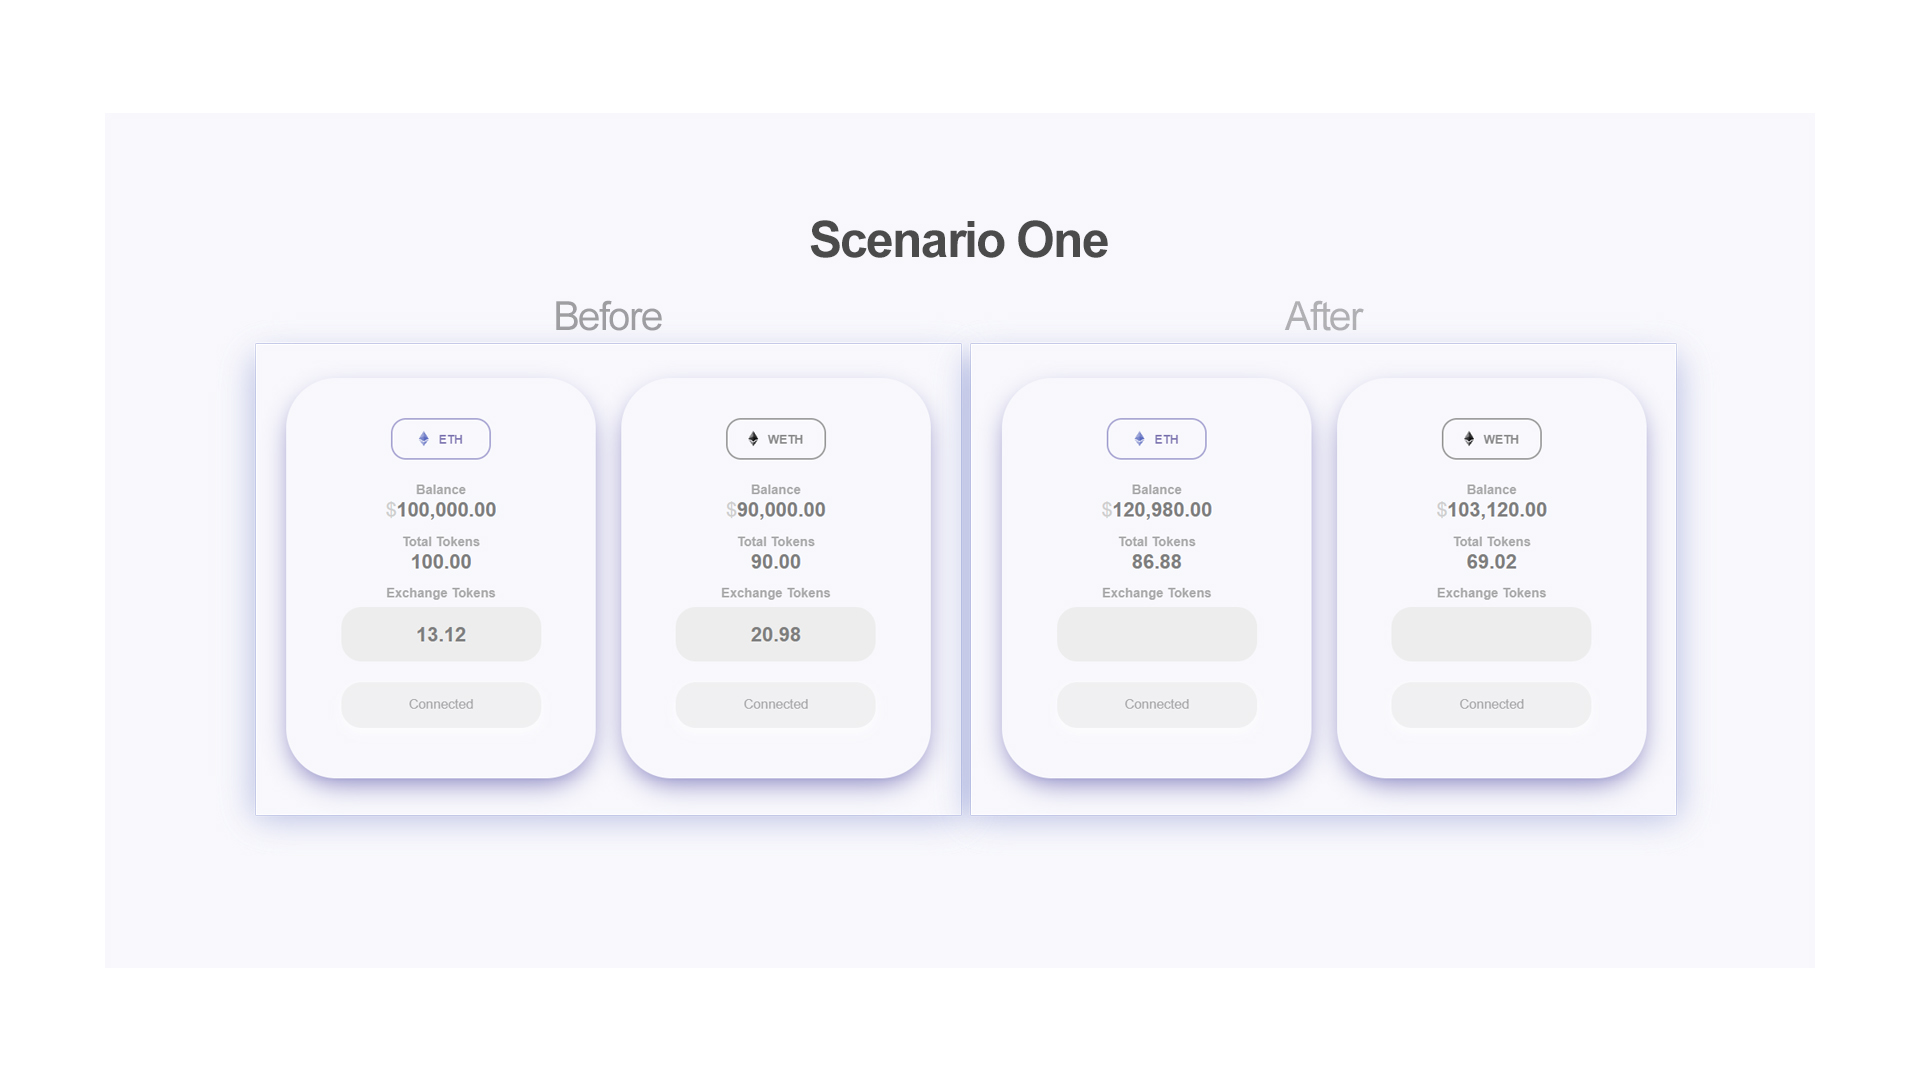 Scenario One
Before
After
ETH
Balance
$100,000.00
Total Tokens
100.00
Exchange Tokens
13.12
Connected
WETH
Balance
$90,000.00
Total Tokens
90.00
Exchange Tokens
20.98
Connected
ETH
Balance
$120,980.00
Total Tokens
86.88
Exchange Tokens
Connected
WETH
Balance
$103,120.00
Total Tokens
69.02
Exchange Tokens
Connected